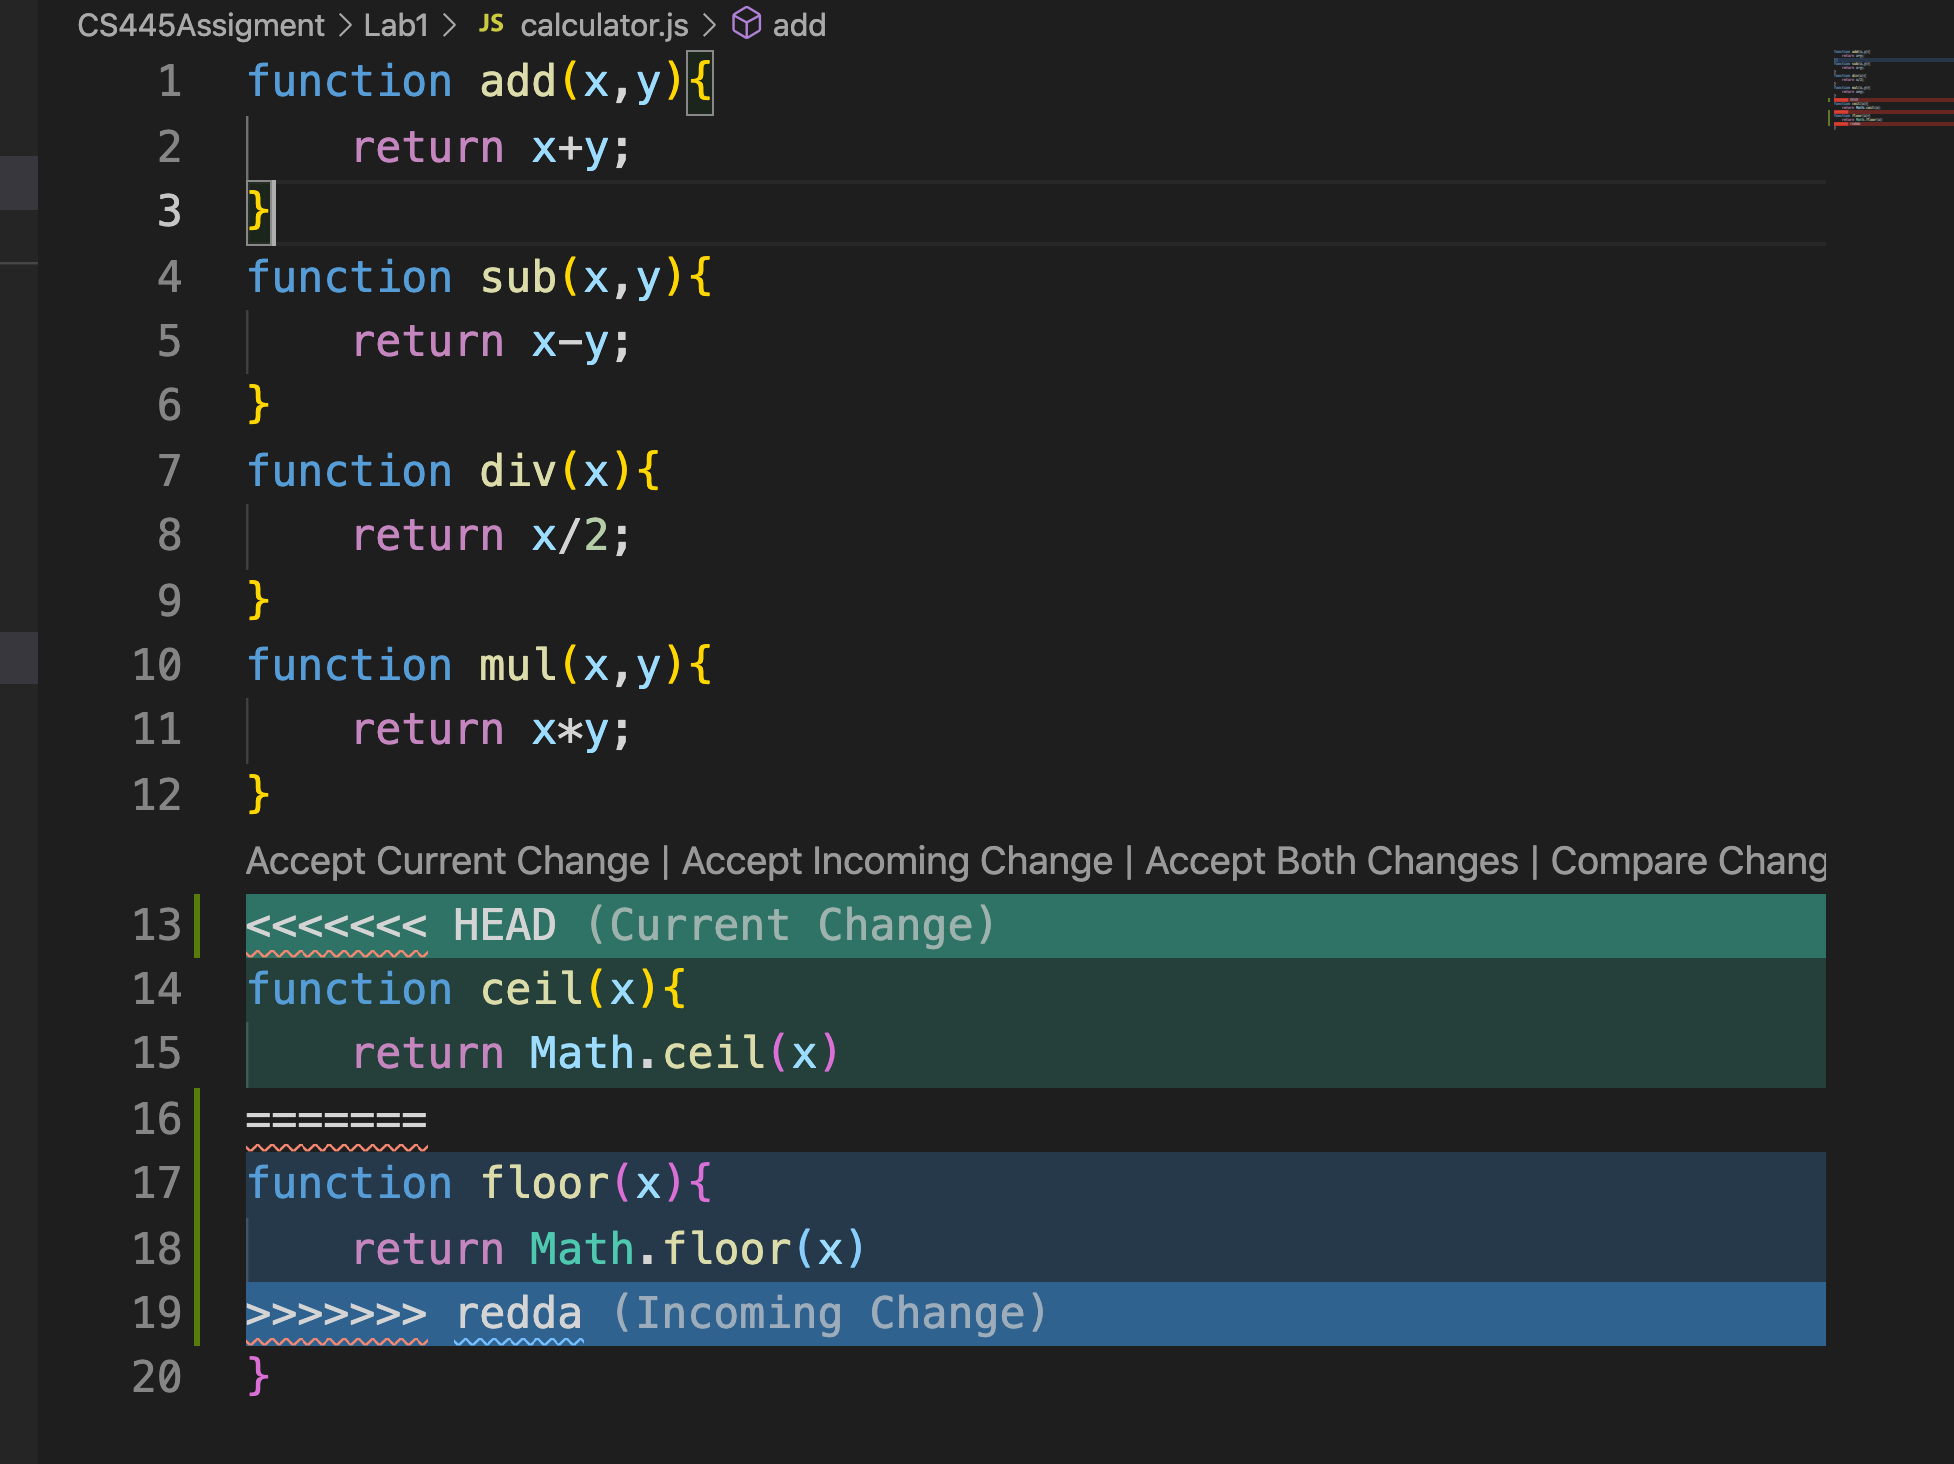 CS445Assigment > Lab1 > JS calculator.js > add
1 function add(x,y){
2     return x+y;
3 }
4 function sub(x,y){
5     return x-y;
6 }
7 function div(x){
8     return x/2;
9 }
10 function mul(x,y){
11     return x*y;
12 }
Accept Current Change | Accept Incoming Change | Accept Both Changes | Compare Chang
13 <<<<<<< HEAD (Current Change)
14 function ceil(x){
15     return Math.ceil(x)
16 =======
17 function floor(x){
18     return Math.floor(x)
19 >>>>>>> redda (Incoming Change)
20 }